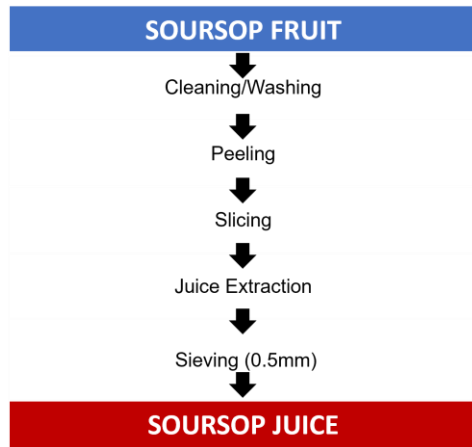 SOURSOP FRUIT
Cleaning/Washing
Peeling
Slicing
Juice Extraction
Sieving (0.5mm)
SOURSOP JUICE